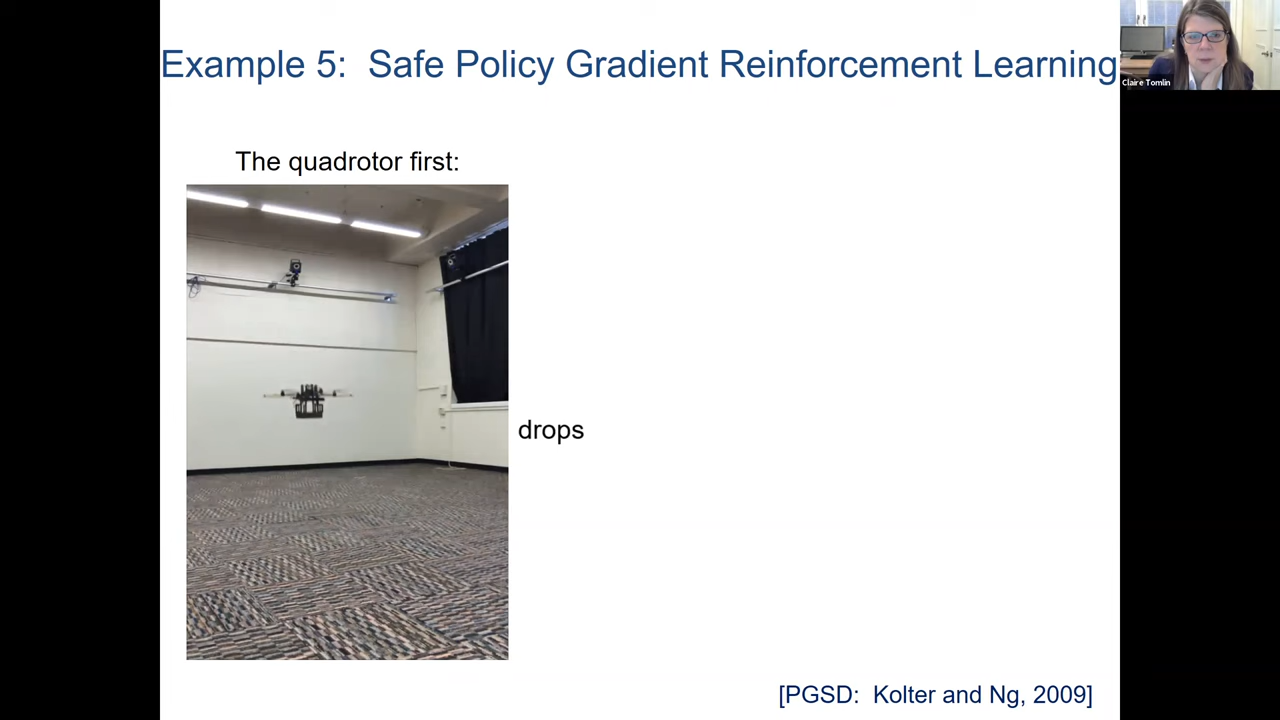 Example 5: Safe Policy Gradient Reinforcement Learning
Claire Tomlin
The quadrotor first:
drops
[PGSD: Kolter and Ng, 2009]